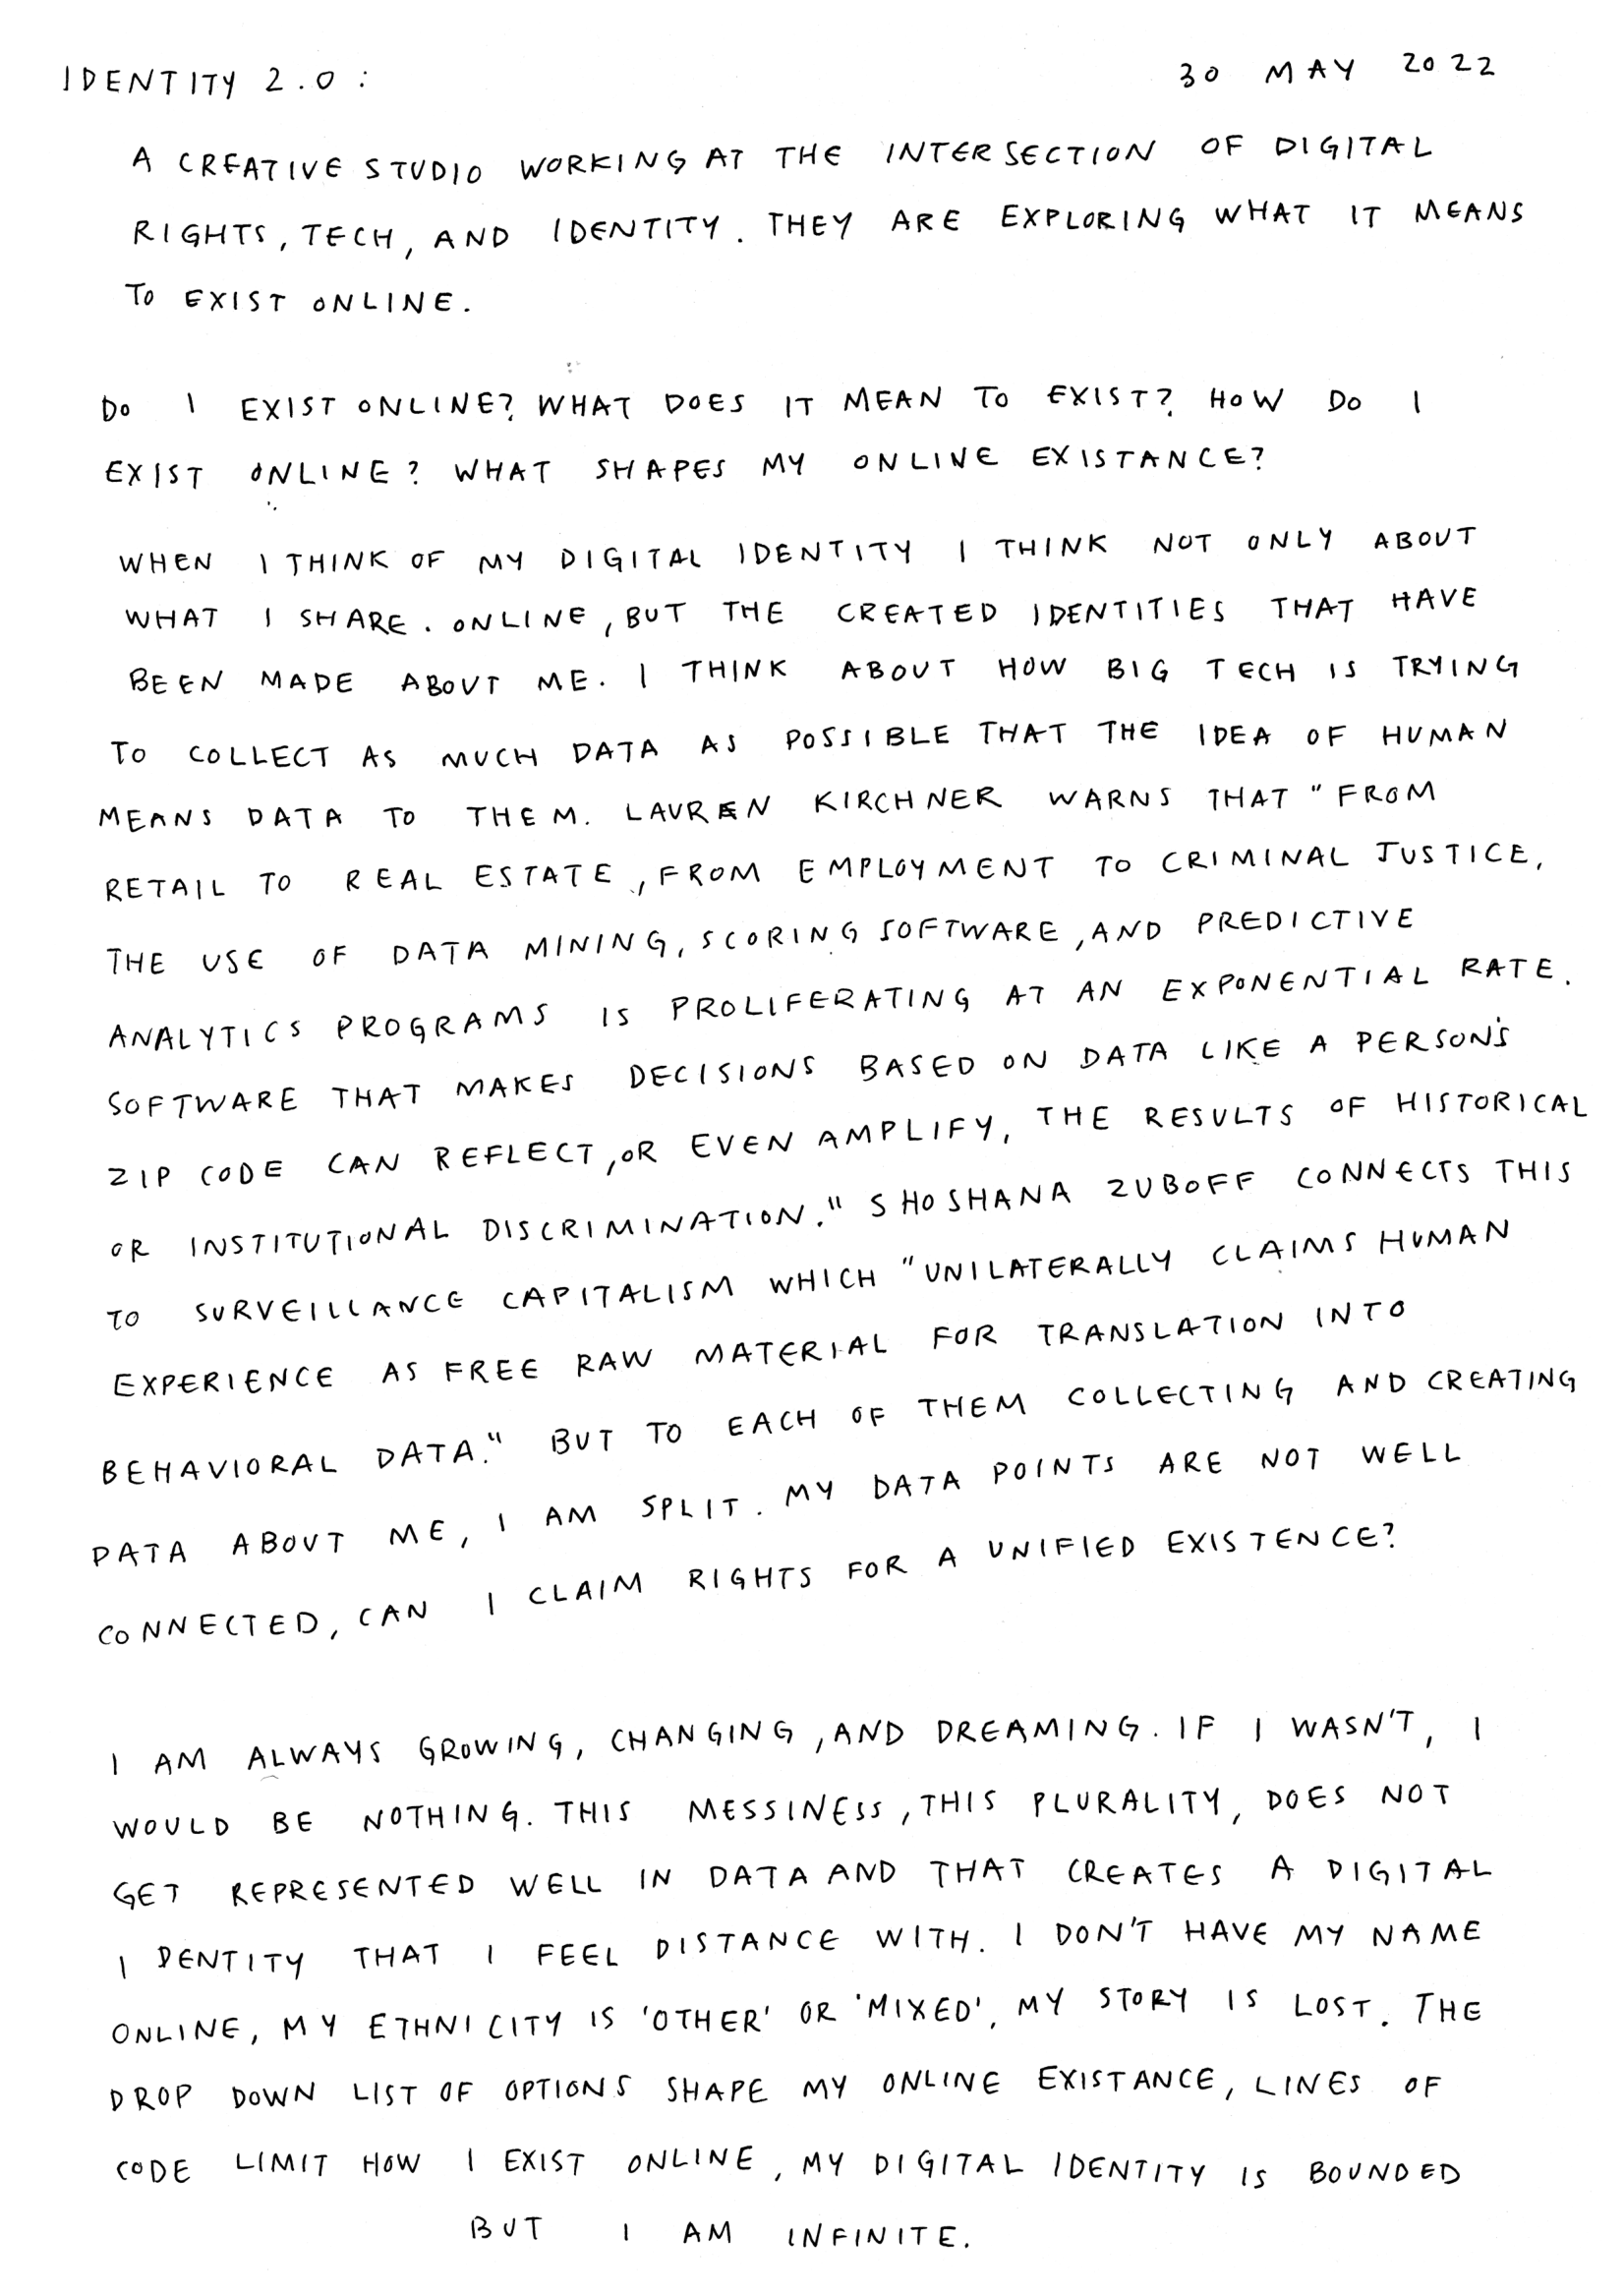 IDENTITY 2.0 : 30 MAY 2022
A CREATIVE STUDIO WORKING AT THE INTERSECTION OF DIGITAL
RIGHTS, TECH, AND IDENTITY. THEY ARE EXPLORING WHAT IT MEANS
TO EXIST ONLINE.
DO I EXIST ONLINE? WHAT DOES IT MEAN TO EXIST? HOW DO I
EXIST ONLINE? WHAT SHAPES MY ONLINE EXISTANCE?
WHEN I THINK OF MY DIGITAL IDENTITY I THINK NOT ONLY ABOUT
WHAT I SHARE. ONLINE, BUT THE CREATED IDENTITIES THAT HAVE
BEEN MADE ABOUT ME. I THINK ABOUT HOW BIG TECH IS TRYING
TO COLLECT AS MUCH DATA AS POSSIBLE THAT THE IDEA OF HUMAN
MEANS DATA TO THEM. LAUREN KIRCHNER WARNS THAT "FROM
RETAIL TO REAL ESTATE, FROM EMPLOYMENT TO CRIMINAL JUSTICE,
THE USE OF DATA MINING, SCORING SOFTWARE, AND PREDICTIVE
ANALYTICS PROGRAMS IS PROLIFERATING AT AN EXPONENTIAL RATE.
SOFTWARE THAT MAKES DECISIONS BASED ON DATA LIKE A PERSON'S
ZIP CODE CAN REFLECT, OR EVEN AMPLIFY, THE RESULTS OF HISTORICAL
OR INSTITUTIONAL DISCRIMINATION." SHOSHANA ZUBOFF CONNECTS THIS
TO SURVEILLANCE CAPITALISM WHICH "UNILATERALLY CLAIMS HUMAN
EXPERIENCE AS FREE RAW MATERIAL FOR TRANSLATION INTO
BEHAVIORAL DATA." BUT TO EACH OF THEM COLLECTING AND CREATING
DATA ABOUT ME, I AM SPLIT. MY DATA POINTS ARE NOT WELL
CONNECTED, CAN I CLAIM RIGHTS FOR A UNIFIED EXISTENCE?
I AM ALWAYS GROWING, CHANGING, AND DREAMING. IF I WASN'T, I
WOULD BE NOTHING. THIS MESSINESS, THIS PLURALITY, DOES NOT
GET REPRESENTED WELL IN DATA AND THAT CREATES A DIGITAL
IDENTITY THAT I FEEL DISTANCE WITH. I DON'T HAVE MY NAME
ONLINE, MY ETHNICITY IS 'OTHER' OR 'MIXED', MY STORY IS LOST. THE
DROP DOWN LIST OF OPTIONS SHAPE MY ONLINE EXISTANCE, LINES OF
CODE LIMIT HOW I EXIST ONLINE, MY DIGITAL IDENTITY IS BOUNDED
BUT I AM INFINITE.